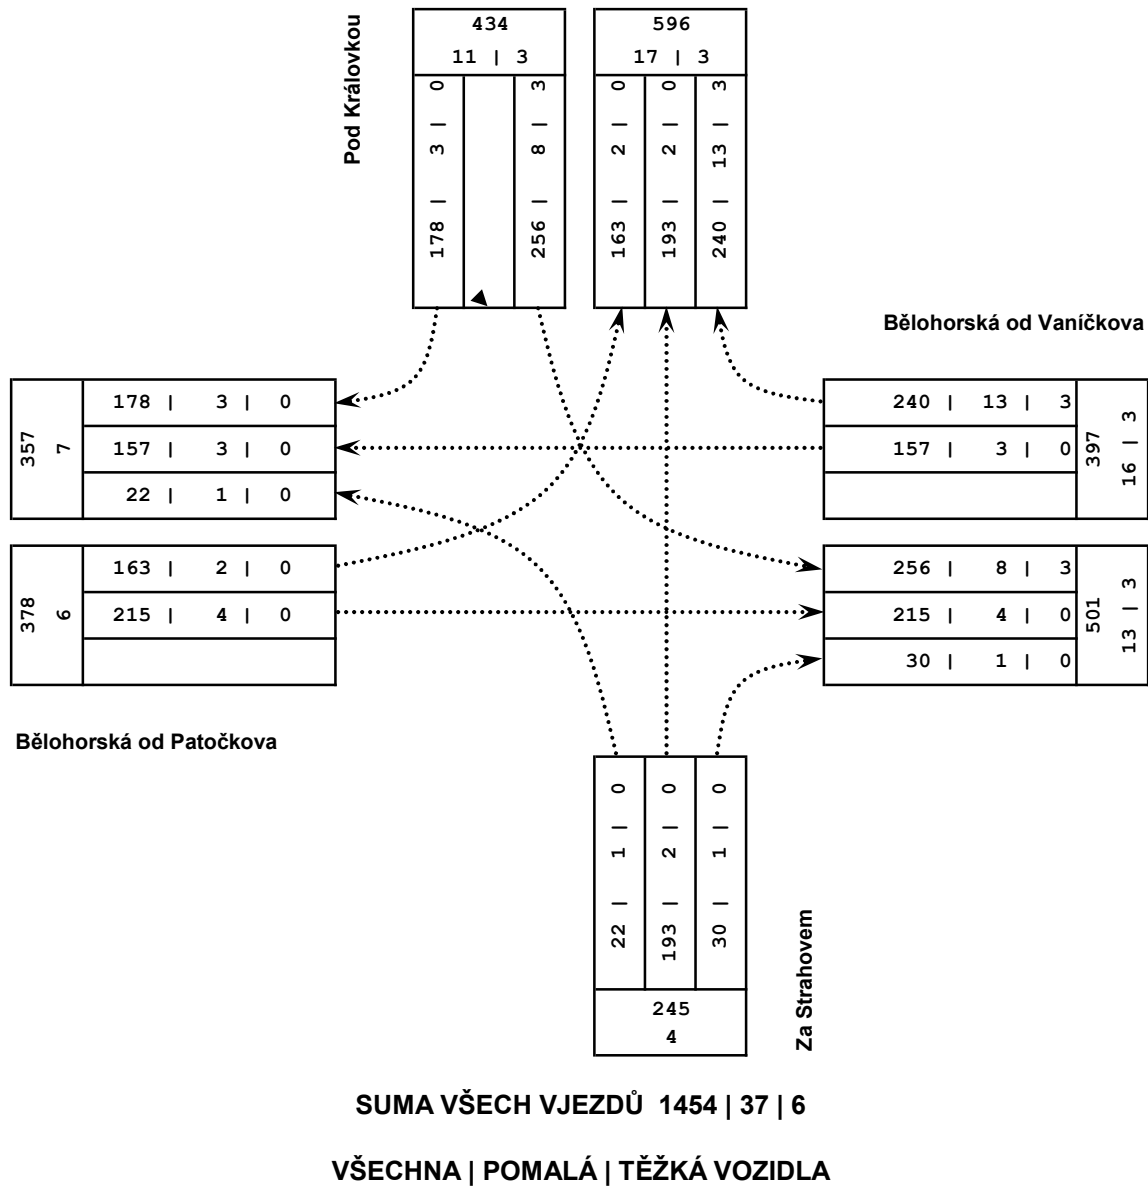 Pod Královkou
434
11 | 3
178 | 3 | 0
256 | 8 | 3
596
17 | 3
163 | 2 | 0
193 | 2 | 0
240 | 13 | 3
Bělohorská od Vaníčkova
357
7
178 | 3 | 0
157 | 3 | 0
22 | 1 | 0
240 | 13 | 3
157 | 3 | 0
397
16 | 3
378
6
163 | 2 | 0
215 | 4 | 0
256 | 8 | 3
215 | 4 | 0
30 | 1 | 0
501
13 | 3
Bělohorská od Patočkova
22 | 1 | 0
193 | 2 | 0
30 | 1 | 0
245
4
Za Strahovem
SUMA VŠECH VJEZDŮ 1454 | 37 | 6
VŠECHNA | POMALÁ | TĚŽKÁ VOZIDLA